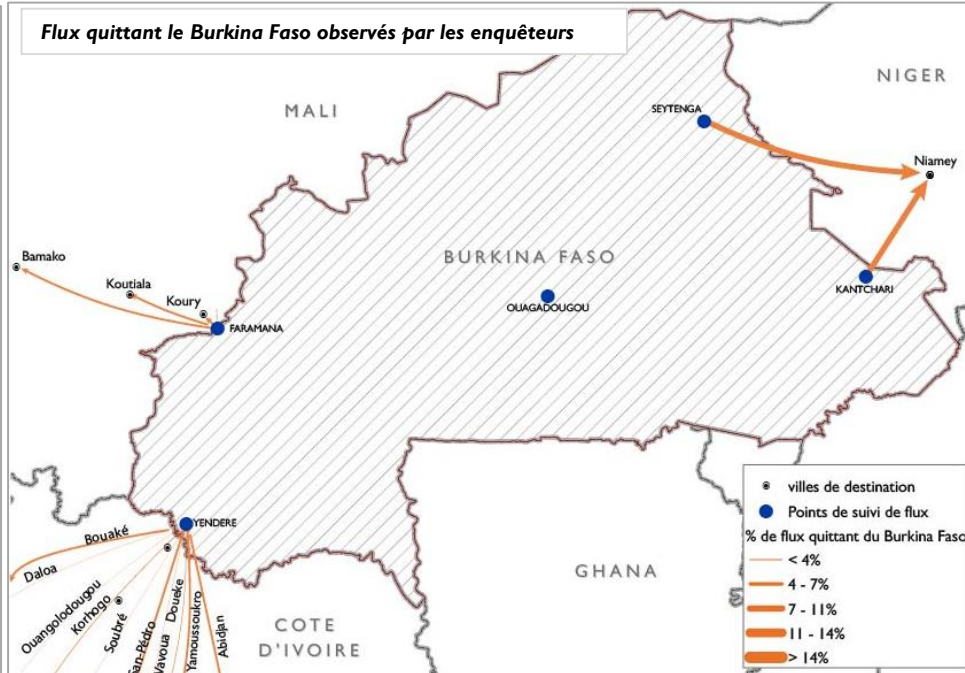 Flux quittant le Burkina Faso observés par les enquêteurs
NIGER
MALI
SEYTENGA
Niamey
BURKINA FASO
Bamako
Koutiala
KANTCHARI
Koury
OUAGADOUGOU
FARAMANA
villes de destination
YENDERE
Points de suivi de flux
Bouaké
% de flux quittant du Burkina Faso
Daloa
< 4%
GHANA
4 - 7%
Ouangolodougou
Korhogo
Soubré
San-Pédro
Vavoua
Doueke
Yamoussoukro
Abidjan
7 - 11%
COTE
D'IVOIRE
11 - 14%
> 14%